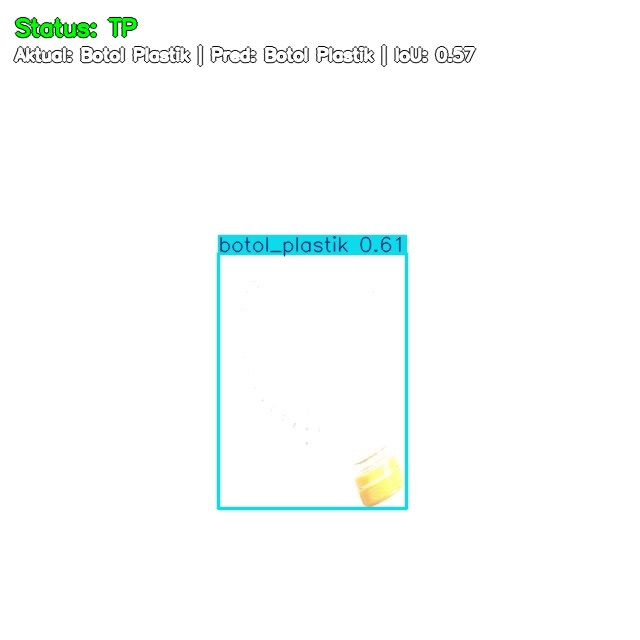 Status: TP
Aktual: Botol Plastik | Pred: Botol Plastik | IoU: 0.57
botol_plastik 0.61